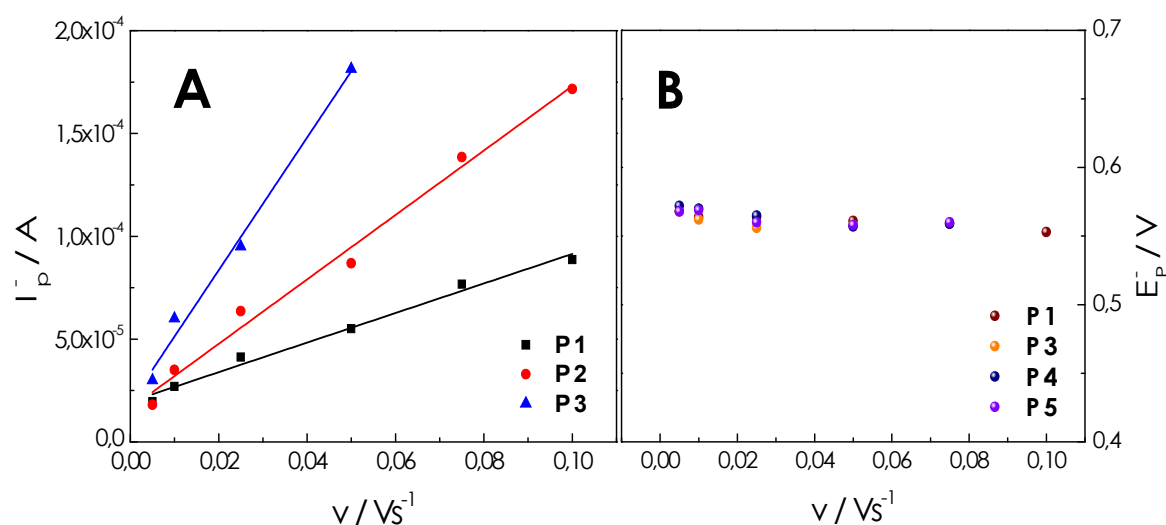 A
I⁻p / A
2,0x10⁻⁴
1,5x10⁻⁴
1,0x10⁻⁴
5,0x10⁻⁵
0,0
0,00 0,02 0,04 0,06 0,08 0,10
v / Vs⁻¹
P1
P2
P3
B
0,7
0,6
0,5
0,4
E⁻p / V
0.00 0.02 0.04 0.06 0.08 0.10
v / Vs⁻¹
P1
P3
P4
P5